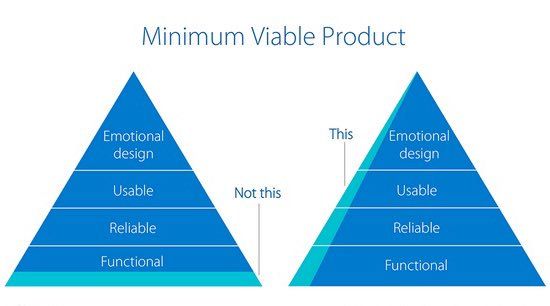 Minimum Viable Product
Emotional
design
Usable
Reliable
Functional
Not this
This
Emotional
design
Usable
Reliable
Functional